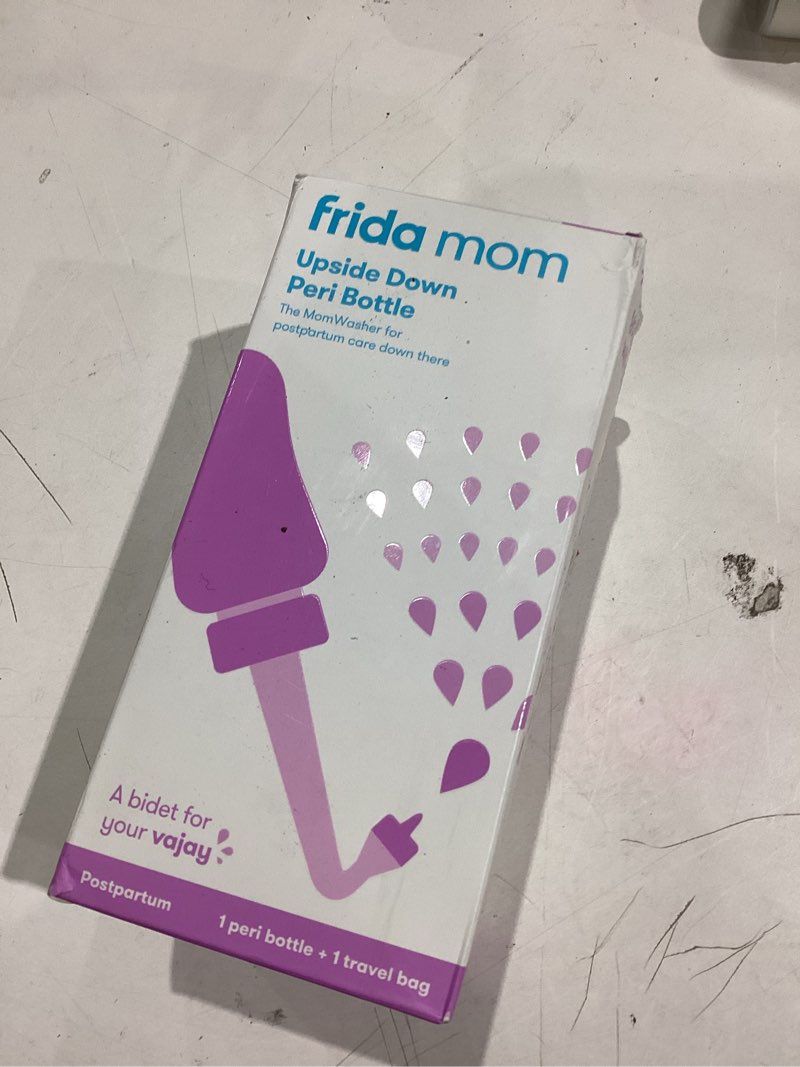 frida mom
Upside Down
Peri Bottle
The MomWasher for
postpartum care down there
A bidet for
your vajay
Postpartum
1 peri bottle + 1 travel bag